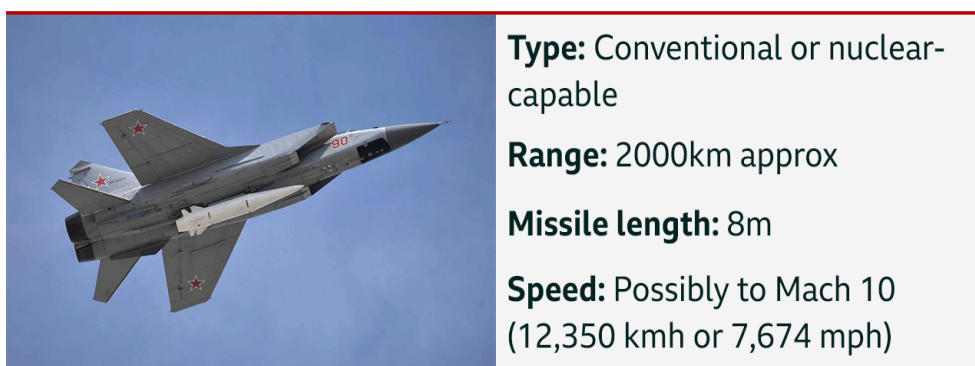 90
Type: Conventional or nuclear-
capable
Range: 2000km approx
Missile length: 8m
Speed: Possibly to Mach 10
(12,350 kmh or 7,674 mph)